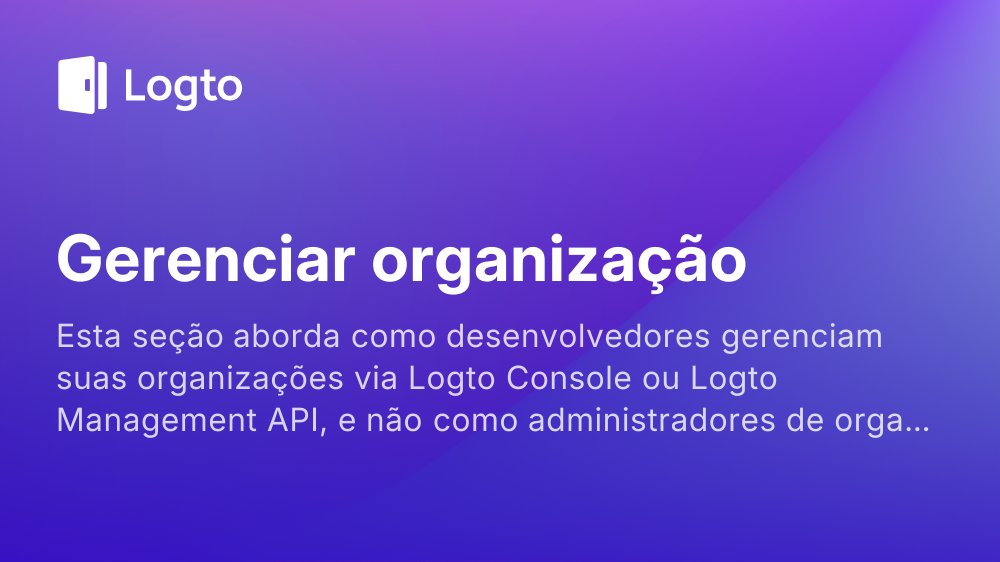 Logto
Gerenciar organização
Esta seção aborda como desenvolvedores gerenciam
suas organizações via Logto Console ou Logto
Management API, e não como administradores de orga...